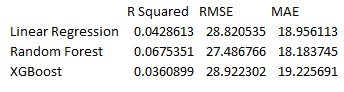 R Squared RMSE MAE
Linear Regression 0.0428613 28.820535 18.956113
Random Forest 0.0675351 27.486766 18.183745
XGBoost 0.0360899 28.922302 19.225691